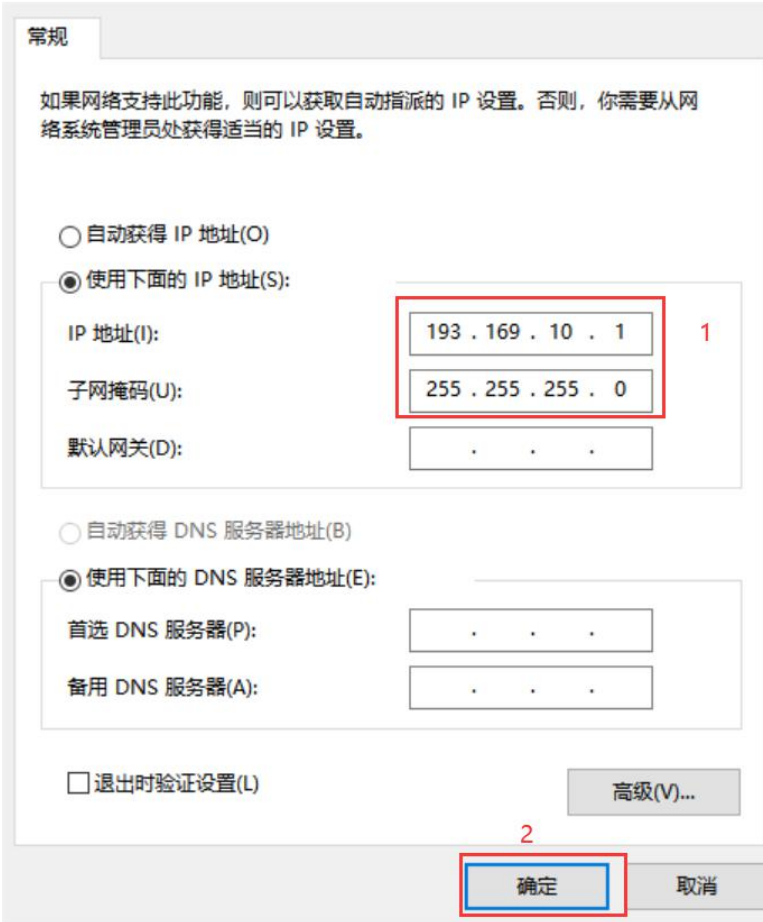 常规
如果网络支持此功能，则可以获取自动指派的 IP 设置。否则，你需要从网
络系统管理员处获得适当的 IP 设置。
自动获得 IP 地址(O)
使用下面的 IP 地址(S):
IP 地址(I): 193 . 169 . 10 . 1 1
子网掩码(U): 255 . 255 . 255 . 0
默认网关(D): . . .
自动获得 DNS 服务器地址(B)
使用下面的 DNS 服务器地址(E):
首选 DNS 服务器(P): . . .
备用 DNS 服务器(A): . . .
退出时验证设置(L)
高级(V)...
2
确定 取消